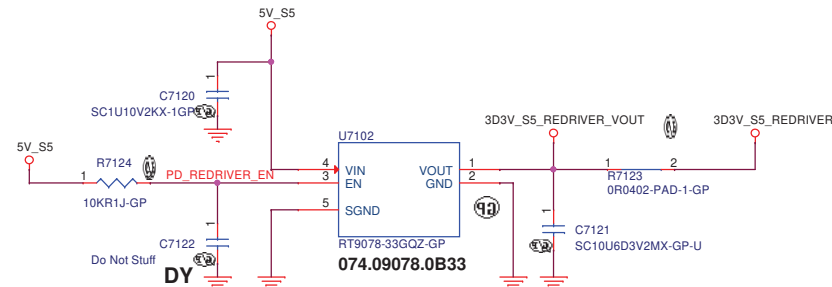 5V_S5
1
C7120
SC1U10V2KX-1GP
5V_S5
R7124
1
PD_REDRIVER_EN
10KR1J-GP
1
C7122
Do Not Stuff
DY
U7102
4 VIN
3 EN
5 SGND
VOUT 1
GND 2
RT9078-33GQZ-GP
074.09078.0B33
GP
3D3V_S5_REDRIVER_VOUT
3D3V_S5_REDRIVER
1 2
R7123
0R0402-PAD-1-GP
1
C7121
SC10U6D3V2MX-GP-U